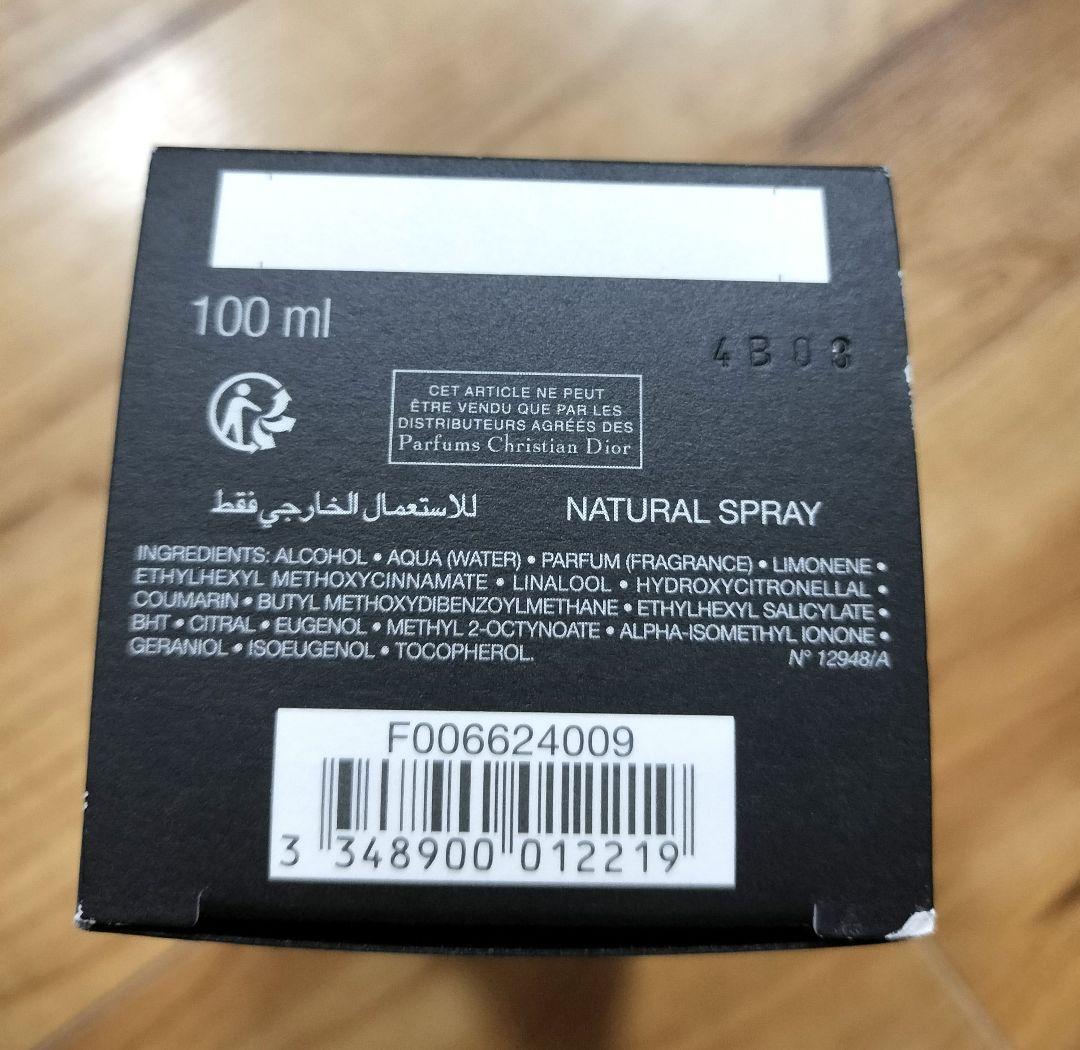 100 ml
4B03
CET ARTICLE NE PEUT
ÊTRE VENDU QUE PAR LES
DISTRIBUTEURS AGRÉÉS DES
Parfums Christian Dior
للاستعمال الخارجي فقط
NATURAL SPRAY
INGREDIENTS: ALCOHOL • AQUA (WATER) • PARFUM (FRAGRANCE) • LIMONENE •
ETHYLHEXYL METHOXYCINNAMATE • LINALOOL • HYDROXYCITRONELLAL •
COUMARIN • BUTYL METHOXYDIBENZOYLMETHANE • ETHYLHEXYL SALICYLATE •
BHT • CITRAL • EUGENOL • METHYL 2-OCTYNOATE • ALPHA-ISOMETHYL IONONE •
GERANIOL • ISOEUGENOL • TOCOPHEROL.
N° 12948/A
F006624009
3 348900 012219